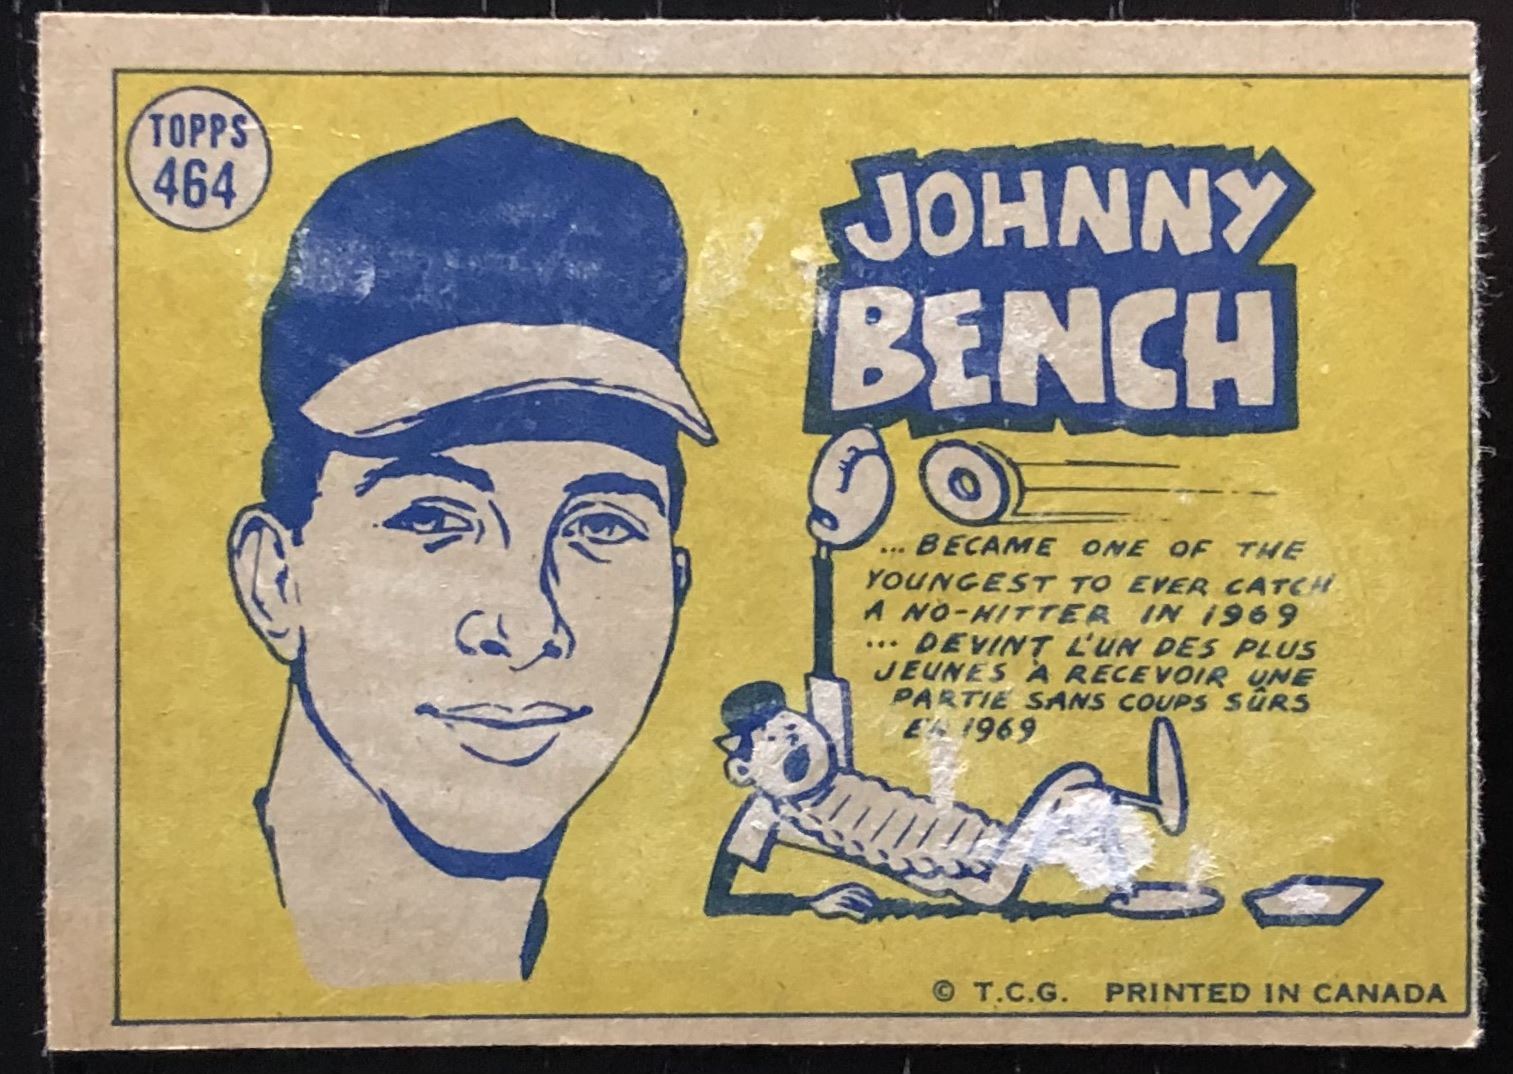 TOPPS
464
JOHNNY
BENCH
... BECAME ONE OF THE
YOUNGEST TO EVER CATCH
A NO-HITTER IN 1969
... DEVINT L'UN DES PLUS
JEUNES À RECEVOIR UNE
PARTIE SANS COUPS SÛRS
EN 1969
© T.C.G. PRINTED IN CANADA